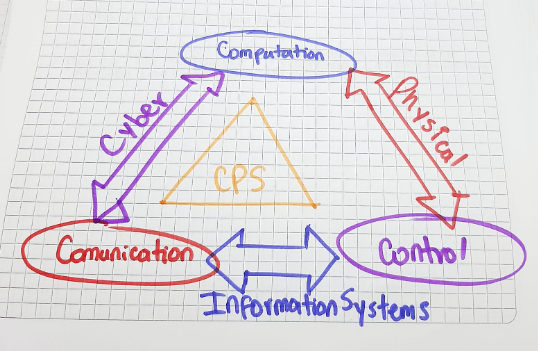 Computation
Cyber
Physical
CPS
Comunication
Control
Information Systems